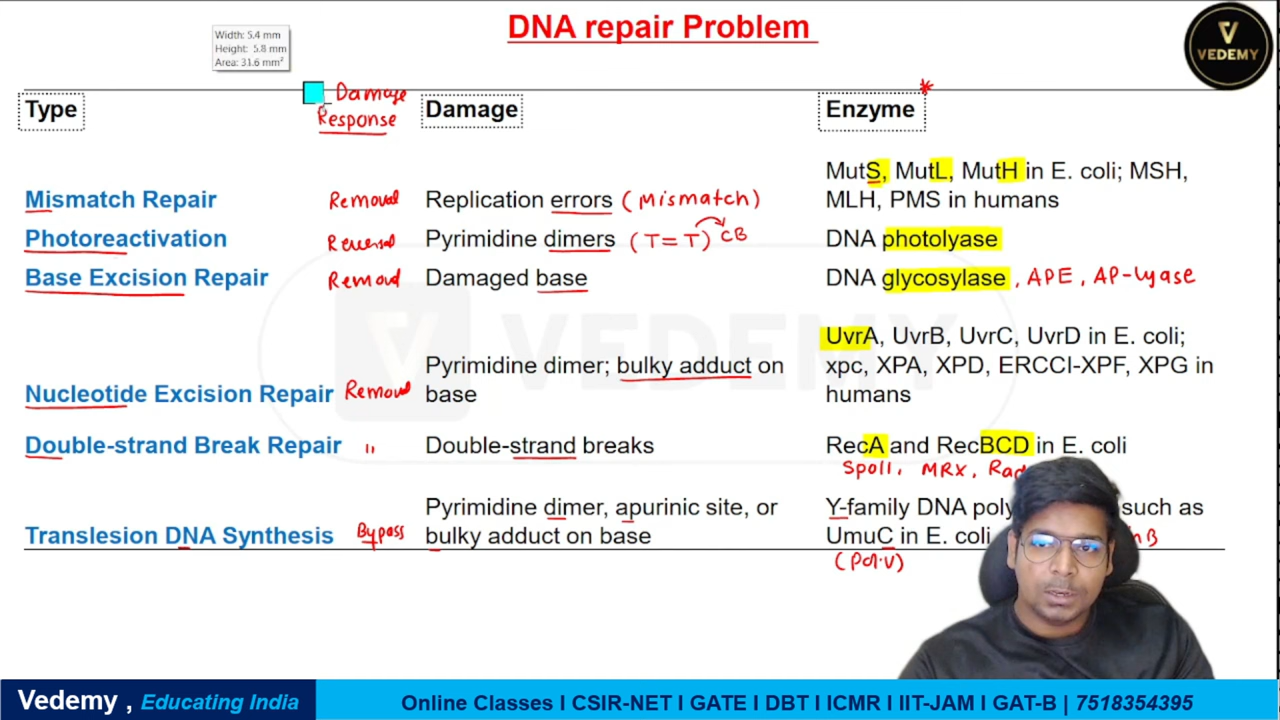 DNA repair Problem
Width: 5.4 mm
Height: 5.8 mm
Area: 31.6 mm²
VEDEMY
Type Damage Response Damage Enzyme *
Mismatch Repair Removal Replication errors (Mismatch) MutS, MutL, MutH in E. coli; MSH,
MLH, PMS in humans
Photoreactivation Reversal Pyrimidine dimers (T=T) CB DNA photolyase
Base Excision Repair Removal Damaged base DNA glycosylase, APE, AP-lyase
Nucleotide Excision Repair Removal Pyrimidine dimer; bulky adduct on
base
UvrA, UvrB, UvrC, UvrD in E. coli;
xpc, XPA, XPD, ERCCI-XPF, XPG in
humans
VEDEMY
Double-strand Break Repair " Double-strand breaks RecA and RecBCD in E. coli
Spo11, MRX, Rad
Translesion DNA Synthesis Bypass Pyrimidine dimer, apurinic site, or
bulky adduct on base
Y-family DNA poly such as
UmuC in E. coli
(Pol.V)
Vedemy , Educating India
Online Classes I CSIR-NET I GATE I DBT I ICMR I IIT-JAM I GAT-B | 7518354395